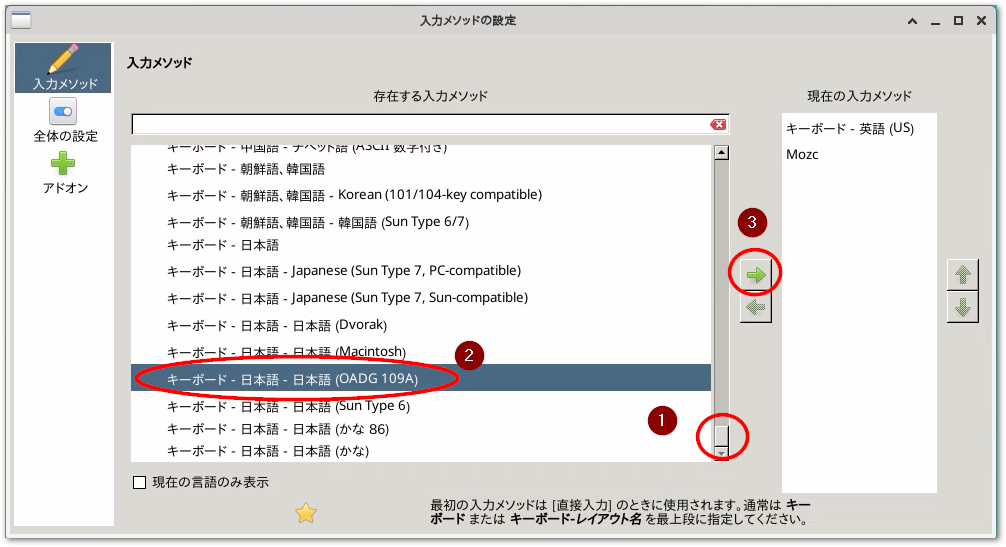 入力メソッドの設定
入力メソッド
全体の設定
アドオン
入力メソッド
存在する入力メソッド
キーボード - 中国語 - チベット語 (ASCII 数字付き)
キーボード - 朝鮮語、韓国語
キーボード - 朝鮮語、韓国語 - Korean (101/104-key compatible)
キーボード - 朝鮮語、韓国語 - 韓国語 (Sun Type 6/7)
キーボード - 日本語
キーボード - 日本語 - Japanese (Sun Type 7, PC-compatible)
キーボード - 日本語 - Japanese (Sun Type 7, Sun-compatible)
キーボード - 日本語 - 日本語 (Dvorak)
キーボード - 日本語 - 日本語 (Macintosh)
2
キーボード - 日本語 - 日本語 (OADG 109A)
キーボード - 日本語 - 日本語 (Sun Type 6)
1
キーボード - 日本語 - 日本語 (かな 86)
キーボード - 日本語 - 日本語 (かな)
3
現在の入力メソッド
キーボード - 英語 (US)
Mozc
現在の言語のみ表示
最初の入力メソッドは [直接入力] のときに使用されます。通常は キー
ボード または キーボード-レイアウト名 を最上段に指定してください。